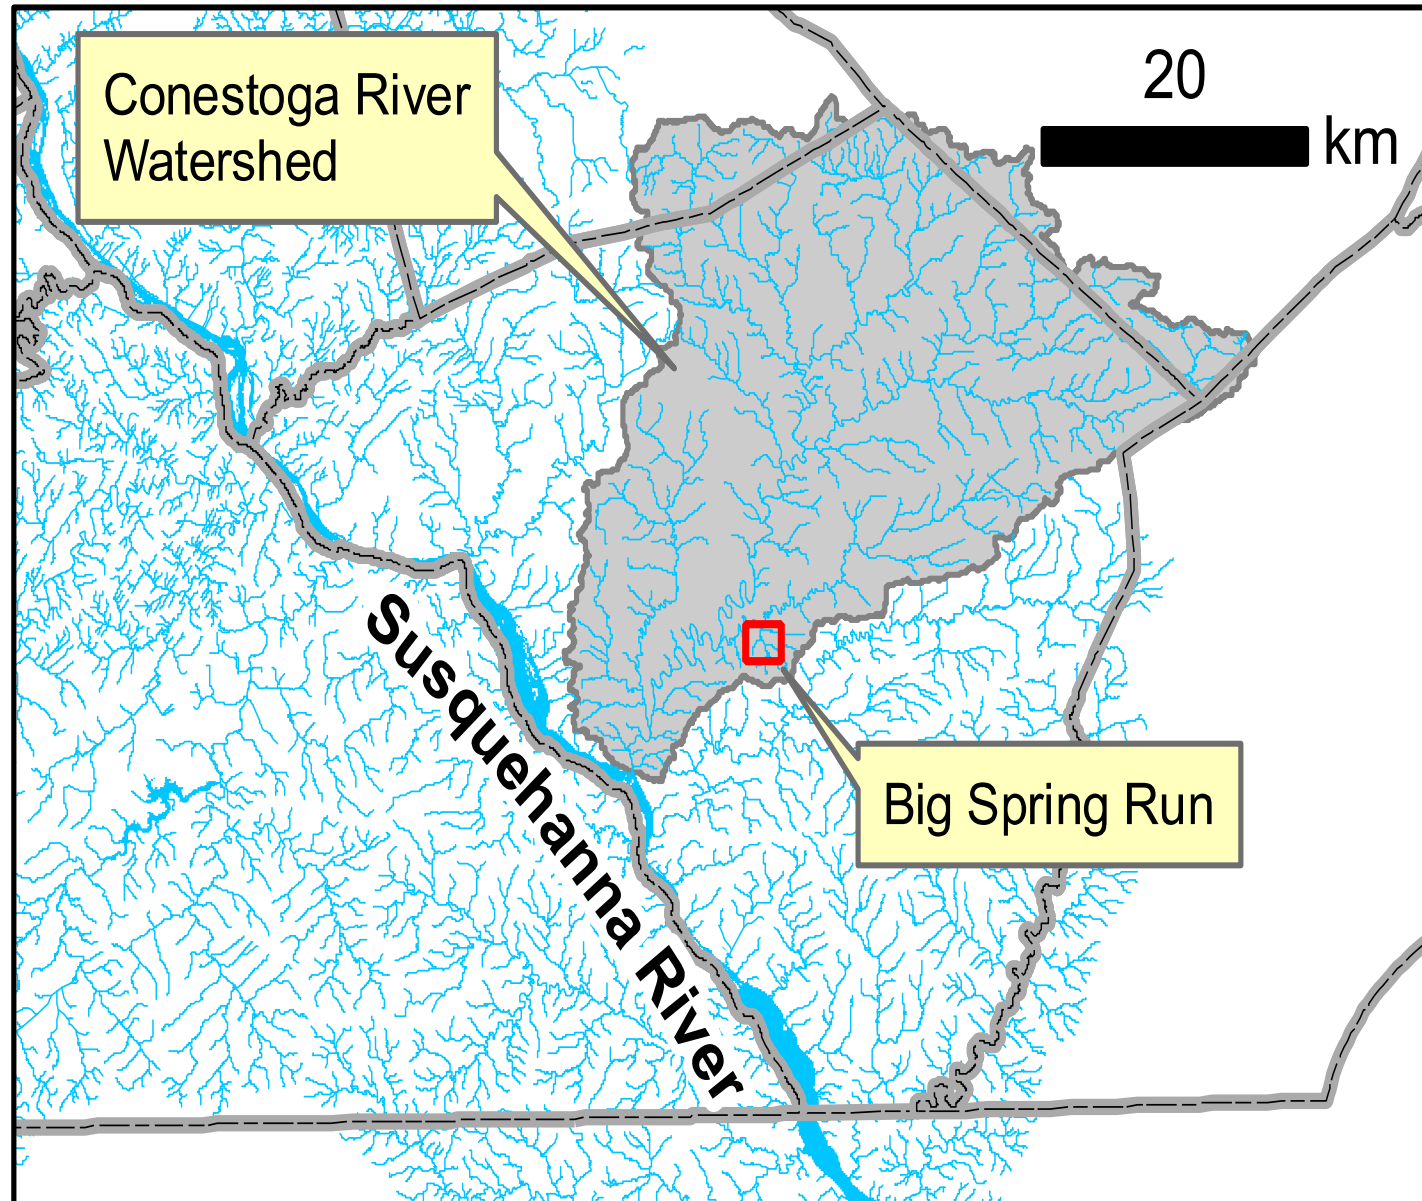 Conestoga River
Watershed
20
km
Susquehanna River
Big Spring Run